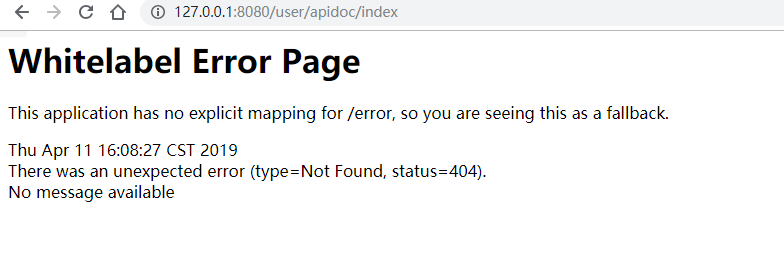 127.0.0.1:8080/user/apidoc/index
Whitelabel Error Page
This application has no explicit mapping for /error, so you are seeing this as a fallback.
Thu Apr 11 16:08:27 CST 2019
There was an unexpected error (type=Not Found, status=404).
No message available